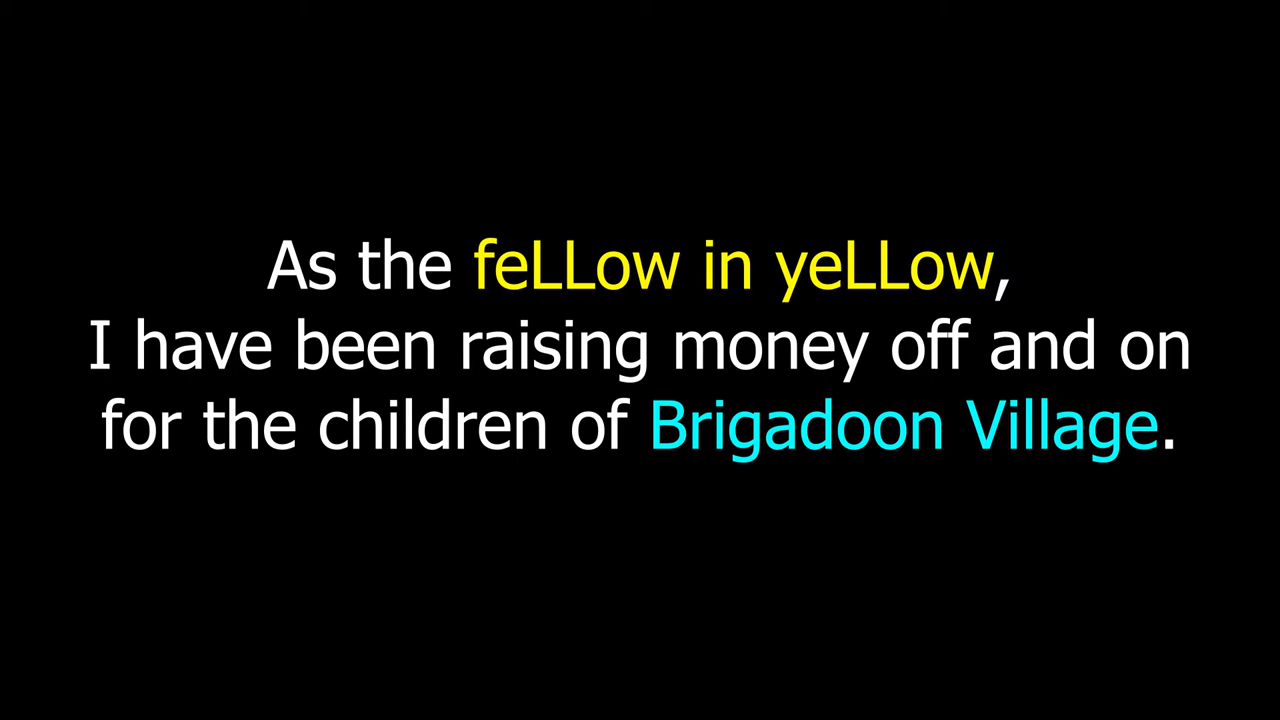 As the feLLow in yeLLow,
I have been raising money off and on
for the children of Brigadoon Village.